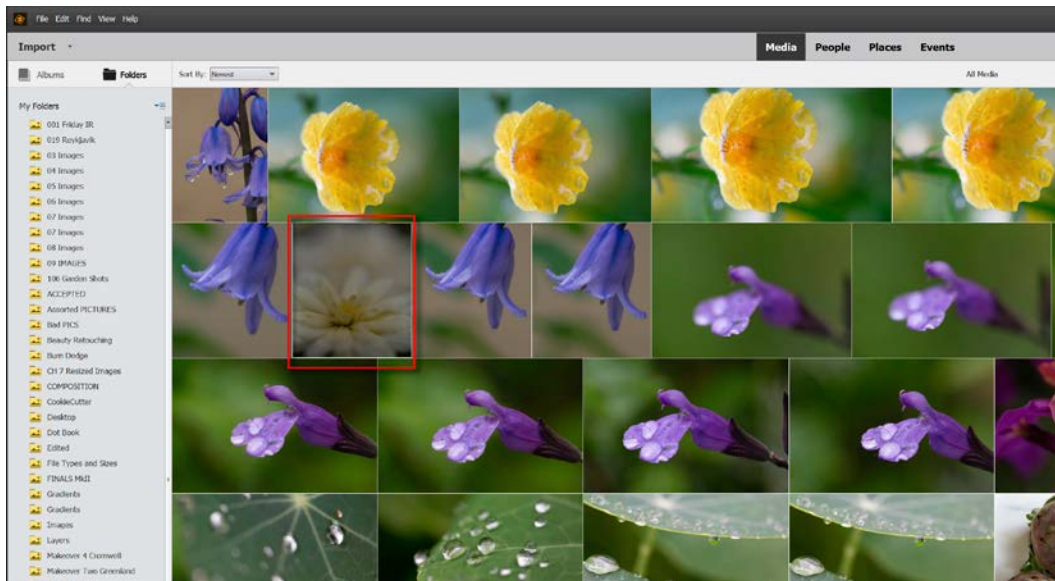 File Edit Find View Help
Import
Media People Places Events
Albums Folders Sort By: Newest All Media
My Folders
001 Friday IR
019 Reykjavik
03 Images
04 Images
05 Images
06 Images
07 Images
07 Images
08 Images
09 IMAGES
106 Garden Shots
ACCEPTED
Assorted PICTURES
Bad PICS
Beauty Retouching
Burn Dodge
CH 7 Resized Images
COMPOSITION
CookieCutter
Desktop
Dot Book
Edited
File Types and Sizes
FINALS MkII
Gradients
Gradients
Images
Layers
Makeover 4 Cromwell
Makeover Two Greenland